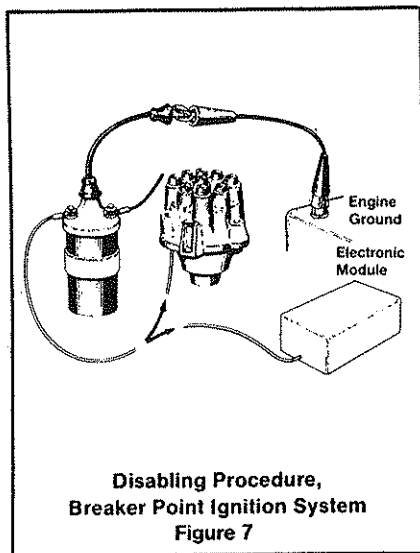 Engine
Ground
Electronic
Module
Disabling Procedure,
Breaker Point Ignition System
Figure 7